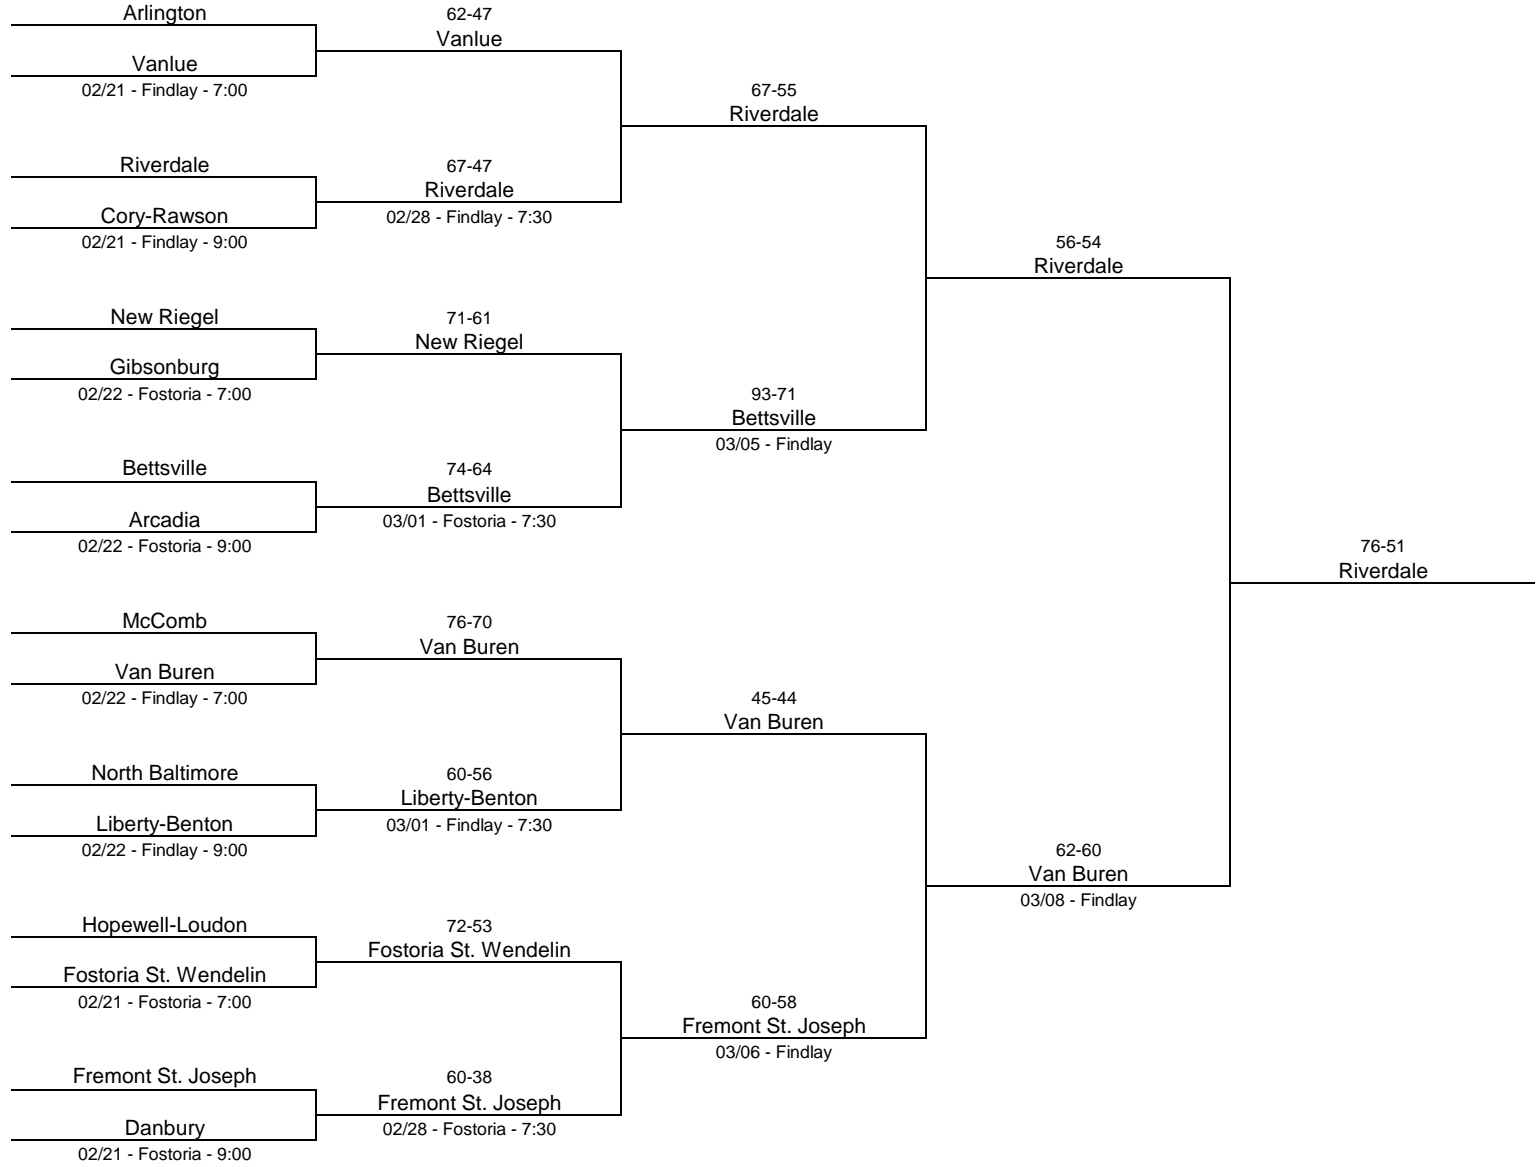 Arlington
Vanlue
02/21 - Findlay - 7:00
Riverdale
Cory-Rawson
02/21 - Findlay - 9:00
New Riegel
Gibsonburg
02/22 - Fostoria - 7:00
Bettsville
Arcadia
02/22 - Fostoria - 9:00
McComb
Van Buren
02/22 - Findlay - 7:00
North Baltimore
Liberty-Benton
02/22 - Findlay - 9:00
Hopewell-Loudon
Fostoria St. Wendelin
02/21 - Fostoria - 7:00
Fremont St. Joseph
Danbury
02/21 - Fostoria - 9:00
62-47
Vanlue
67-47
Riverdale
02/28 - Findlay - 7:30
71-61
New Riegel
74-64
Bettsville
03/01 - Fostoria - 7:30
76-70
Van Buren
60-56
Liberty-Benton
03/01 - Findlay - 7:30
72-53
Fostoria St. Wendelin
60-38
Fremont St. Joseph
02/28 - Fostoria - 7:30
67-55
Riverdale
93-71
Bettsville
03/05 - Findlay
45-44
Van Buren
60-58
Fremont St. Joseph
03/06 - Findlay
56-54
Riverdale
62-60
Van Buren
03/08 - Findlay
76-51
Riverdale